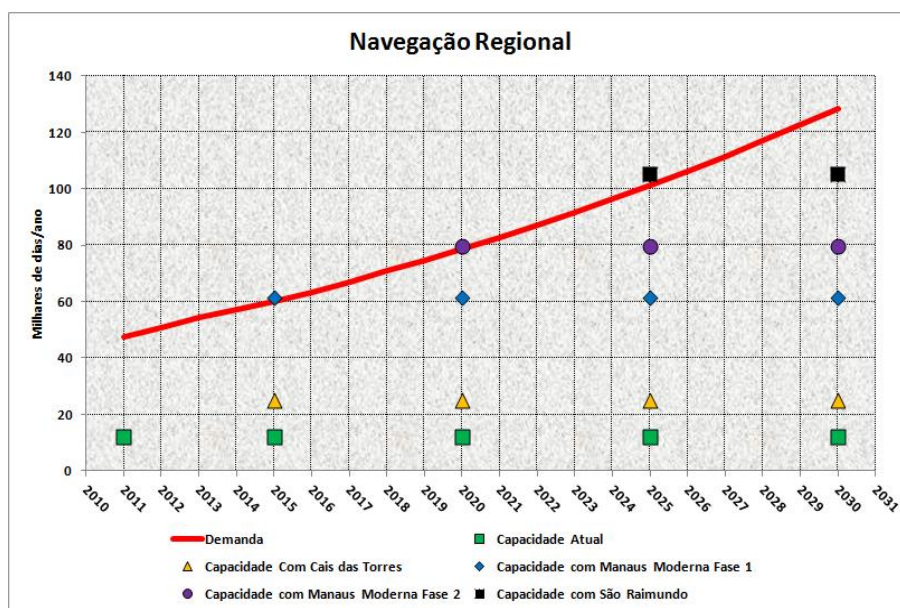 Navegação Regional
Milhares de dias/ano
140
120
100
80
60
40
20
0
2010 2011 2012 2013 2014 2015 2016 2017 2018 2019 2020 2021 2022 2023 2024 2025 2026 2027 2028 2029 2030 2031
Demanda Capacidade Atual
Capacidade Com Cais das Torres Capacidade com Manaus Moderna Fase 1
Capacidade com Manaus Moderna Fase 2 Capacidade com São Raimundo